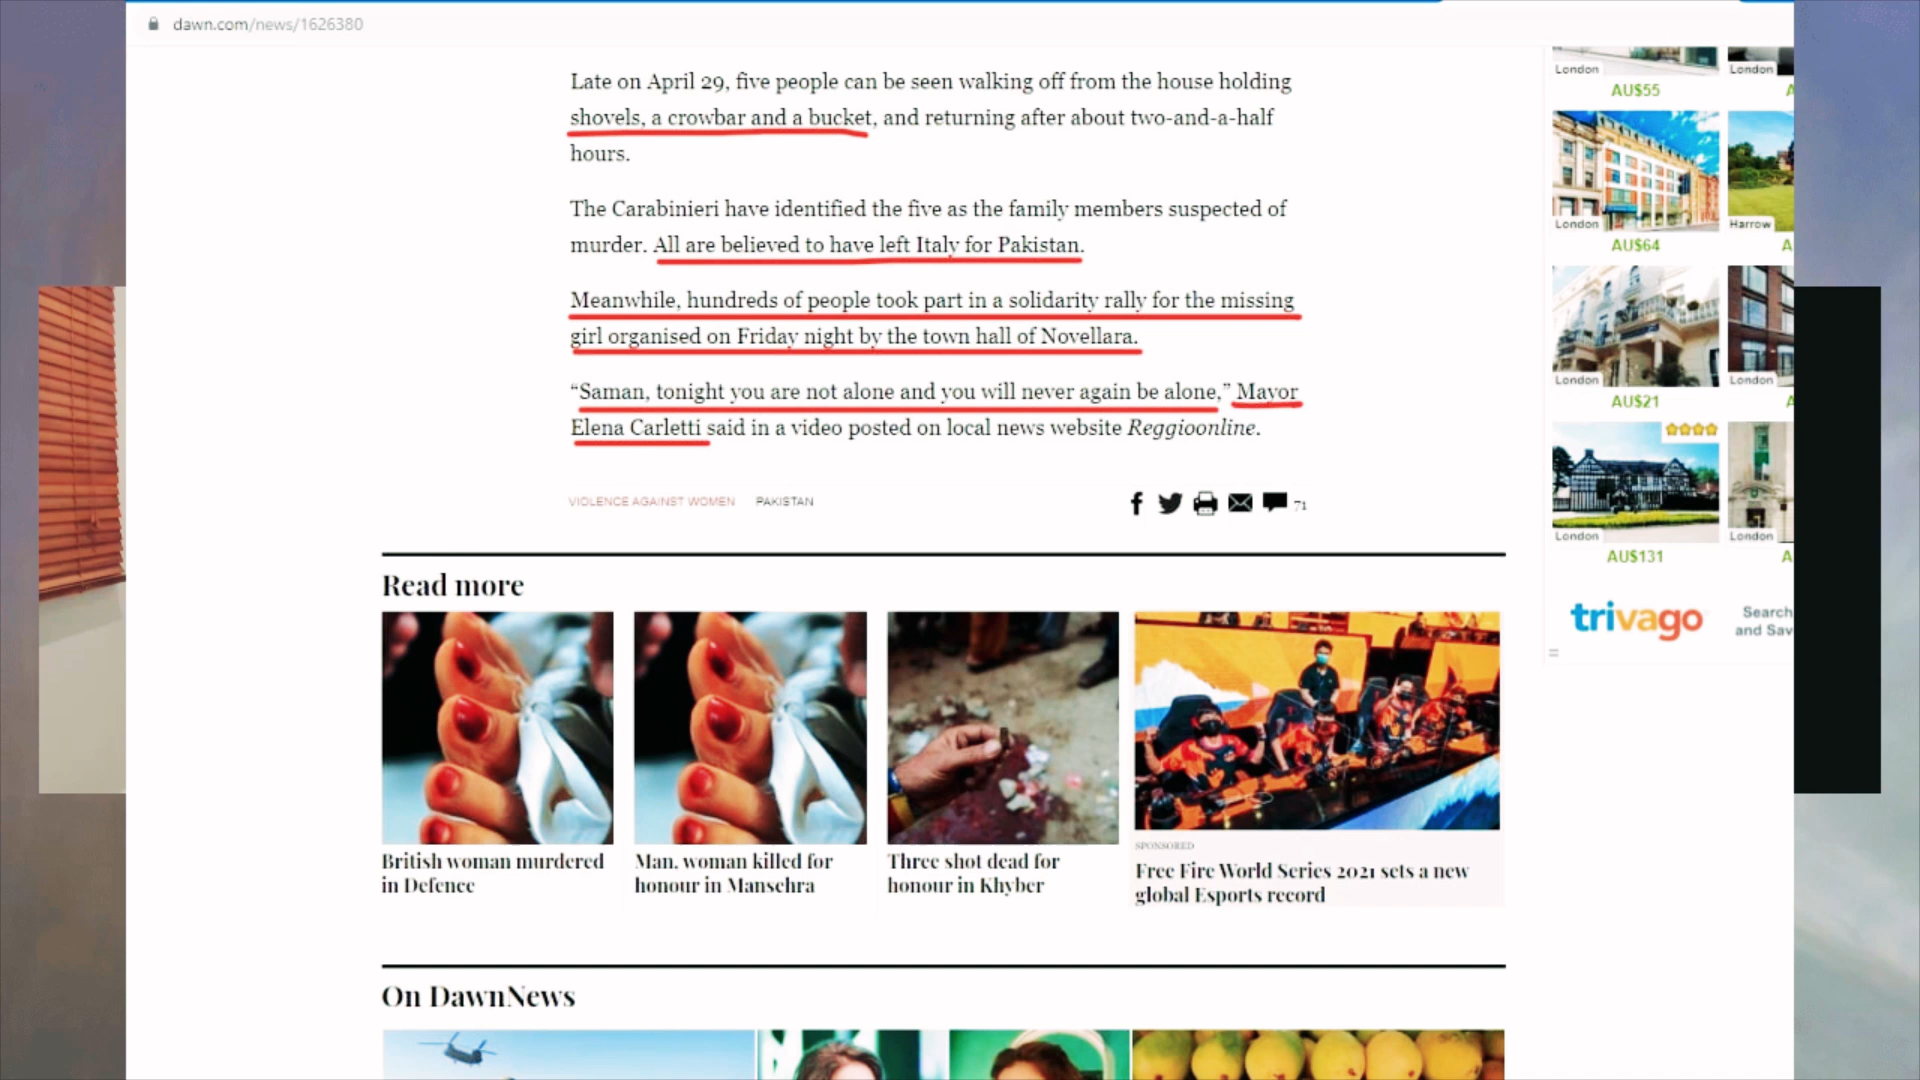 dawn.com/news/1626380
Late on April 29, five people can be seen walking off from the house holding
shovels, a crowbar and a bucket, and returning after about two-and-a-half
hours.
The Carabinieri have identified the five as the family members suspected of
murder. All are believed to have left Italy for Pakistan.
Meanwhile, hundreds of people took part in a solidarity rally for the missing
girl organised on Friday night by the town hall of Novellara.
“Saman, tonight you are not alone and you will never again be alone,” Mayor
Elena Carletti said in a video posted on local news website Reggioonline.
VIOLENCE AGAINST WOMEN PAKISTAN
71
Read more
British woman murdered
in Defence
Man, woman killed for
honour in Mansehra
Three shot dead for
honour in Khyber
SPONSORED
Free Fire World Series 2021 sets a new
global Esports record
On DawnNews
London London
AU$55 A
London Harrow
AU$64 A
London London
AU$21 A
London London
AU$131 A
trivago
Search
and Sav